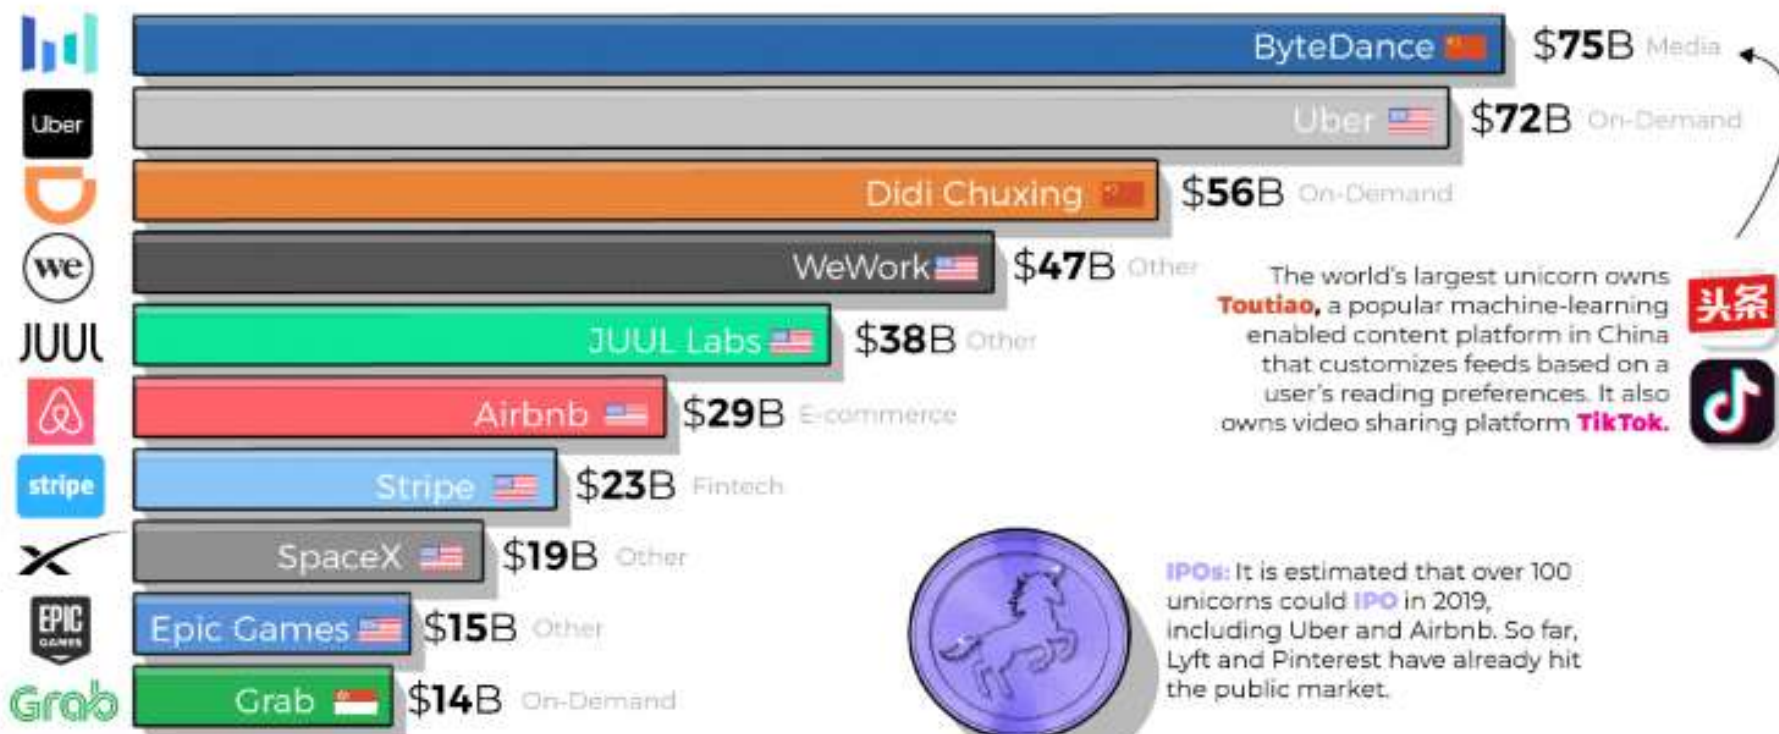 ByteDance $75B Media
Uber
Uber $72B On-Demand
Didi Chuxing $56B On-Demand
we
WeWork $47B Other
JUUL
JUUL Labs $38B Other
Airbnb $29B E-commerce
stripe
Stripe $23B Fintech
SpaceX $19B Other
EPIC
GAMES
Epic Games $15B Other
Grab
Grab $14B On-Demand
The world's largest unicorn owns
Toutiao, a popular machine-learning
enabled content platform in China
that customizes feeds based on a
user's reading preferences. It also
owns video sharing platform TikTok.
头条
IPOs: It is estimated that over 100
unicorns could IPO in 2019,
including Uber and Airbnb. So far,
Lyft and Pinterest have already hit
the public market.